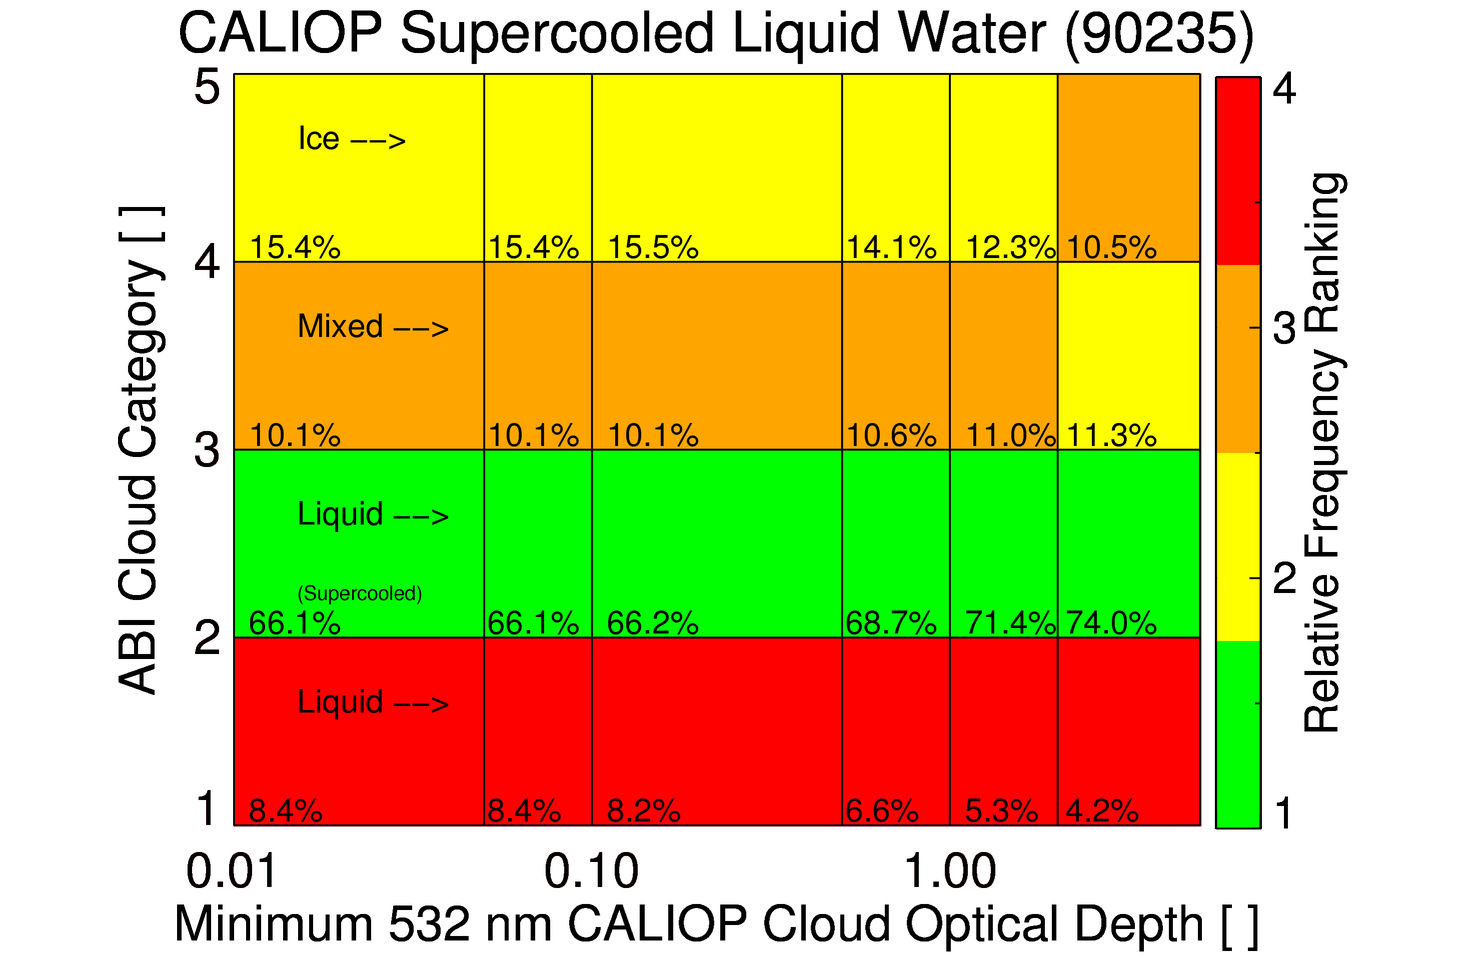 CALIOP Supercooled Liquid Water (90235)
5
4
Ice −−>
15.4% 15.4% 15.5% 14.1% 12.3% 10.5%
4
Mixed −−>
3
10.1% 10.1% 10.1% 10.6% 11.0% 11.3%
3
Liquid −−>
(Supercooled)
2
66.1% 66.1% 66.2% 68.7% 71.4% 74.0%
2
Liquid −−>
8.4% 8.4% 8.2% 6.6% 5.3% 4.2%
1
1
ABI Cloud Category [ ]
Relative Frequency Ranking
0.01 0.10 1.00
Minimum 532 nm CALIOP Cloud Optical Depth [ ]